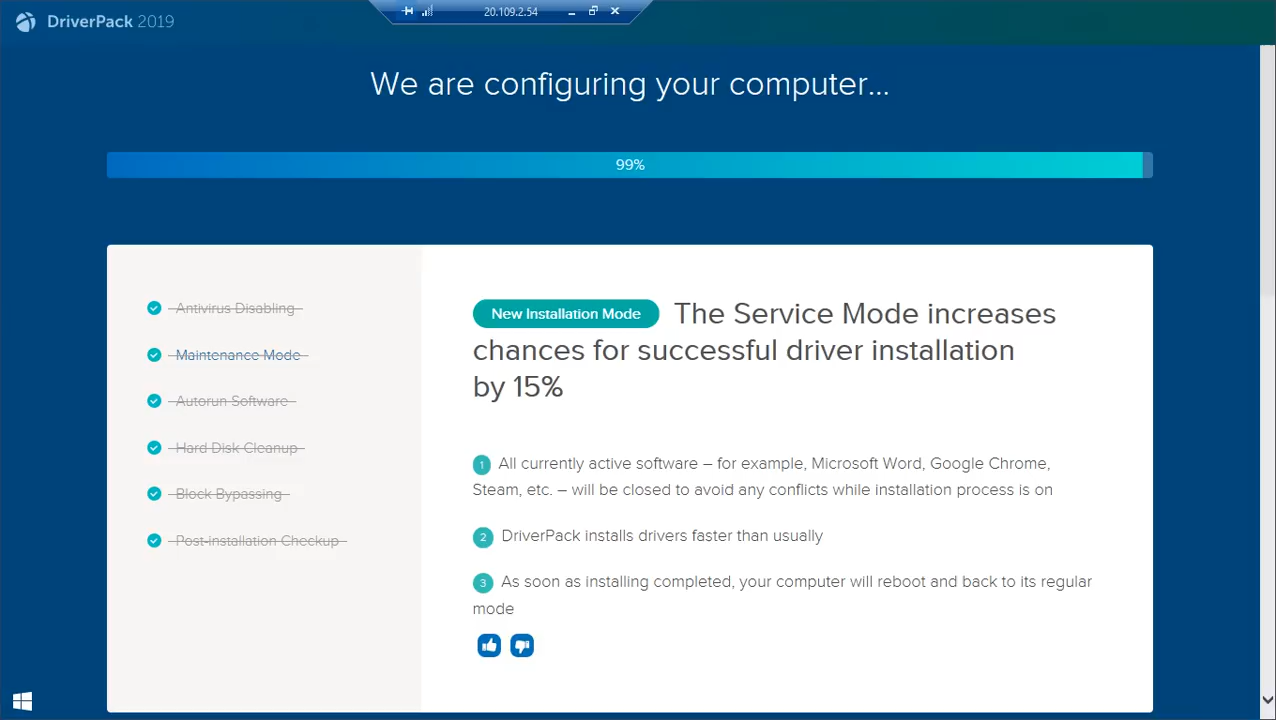 DriverPack 2019
20.109.2.54
We are configuring your computer...
99%
Antivirus Disabling
Maintenance Mode
Autorun Software
Hard Disk Cleanup
Block Bypassing
Post-installation Checkup
New Installation Mode The Service Mode increases
chances for successful driver installation
by 15%
1 All currently active software – for example, Microsoft Word, Google Chrome,
Steam, etc. – will be closed to avoid any conflicts while installation process is on
2 DriverPack installs drivers faster than usually
3 As soon as installing completed, your computer will reboot and back to its regular
mode